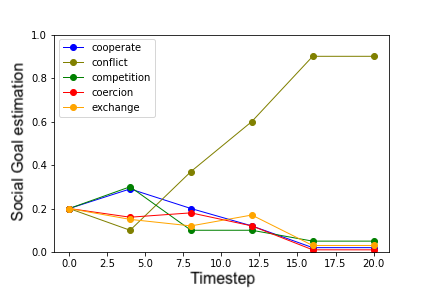 1.0
0.8
0.6
0.4
0.2
0.0
Social Goal estimation
cooperate
conflict
competition
coercion
exchange
0.0 2.5 5.0 7.5 10.0 12.5 15.0 17.5 20.0
Timestep